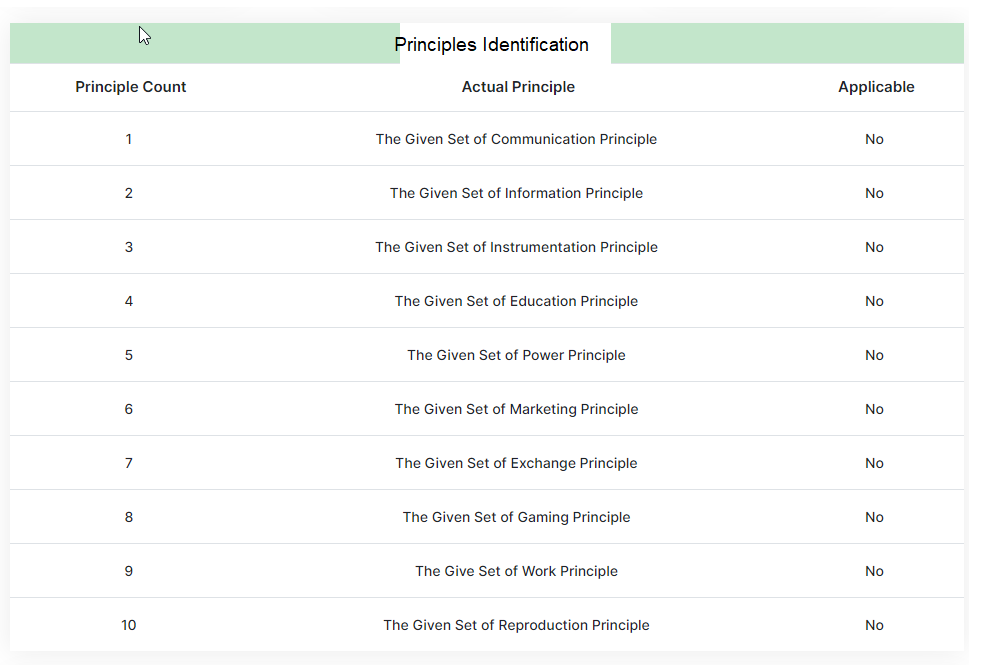 Principles Identification
Principle Count Actual Principle Applicable
1 The Given Set of Communication Principle No
2 The Given Set of Information Principle No
3 The Given Set of Instrumentation Principle No
4 The Given Set of Education Principle No
5 The Given Set of Power Principle No
6 The Given Set of Marketing Principle No
7 The Given Set of Exchange Principle No
8 The Given Set of Gaming Principle No
9 The Give Set of Work Principle No
10 The Given Set of Reproduction Principle No